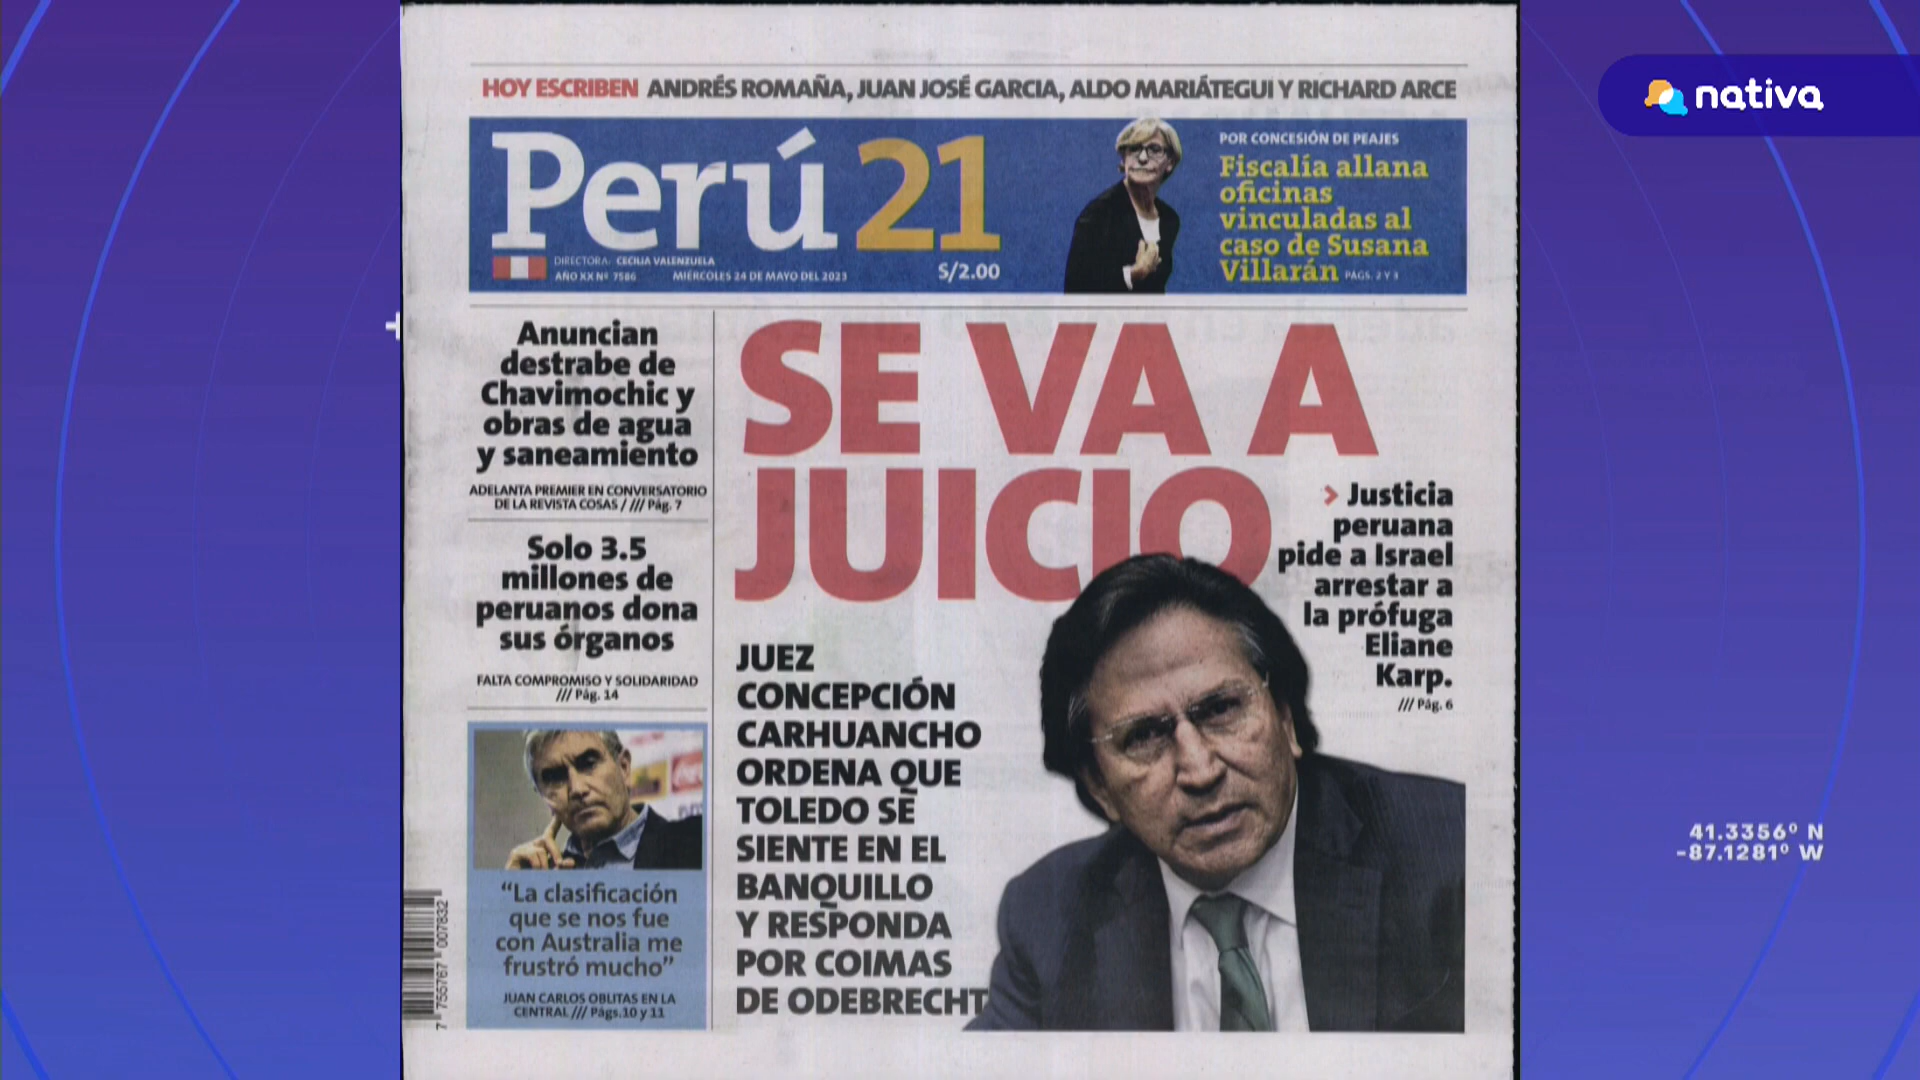 HOY ESCRIBEN ANDRÉS ROMAÑA, JUAN JOSÉ GARCIA, ALDO MARIÁTEGUI Y RICHARD ARCE
nativa
Perú 21
DIRECTORA: CECILIA VALENZUELA
AÑO XX Nº 7586 MIÉRCOLES 24 DE MAYO DEL 2023
S/2.00
POR CONCESIÓN DE PEAJES
Fiscalía allana
oficinas
vinculadas al
caso de Susana
Villarán PÁGS. 2 Y 3
Anuncian
destrabe de
Chavimochic y
obras de agua
y saneamiento
ADELANTA PREMIER EN CONVERSATORIO
DE LA REVISTA COSAS / /// Pág. 7
Solo 3.5
millones de
peruanos dona
sus órganos
FALTA COMPROMISO Y SOLIDARIDAD
/// Pág. 14
“La clasificación
que se nos fue
con Australia me
frustró mucho”
JUAN CARLOS OBLITAS EN LA
CENTRAL /// Págs.10 y 11
7 755767 007832
SE VA A
JUICIO
JUEZ
CONCEPCIÓN
CARHUANCHO
ORDENA QUE
TOLEDO SE
SIENTE EN EL
BANQUILLO
Y RESPONDA
POR COIMAS
DE ODEBRECHT
> Justicia
peruana
pide a Israel
arrestar a
la prófuga
Eliane
Karp.
/// Pág. 6
41.3356º N
-87.1281º W